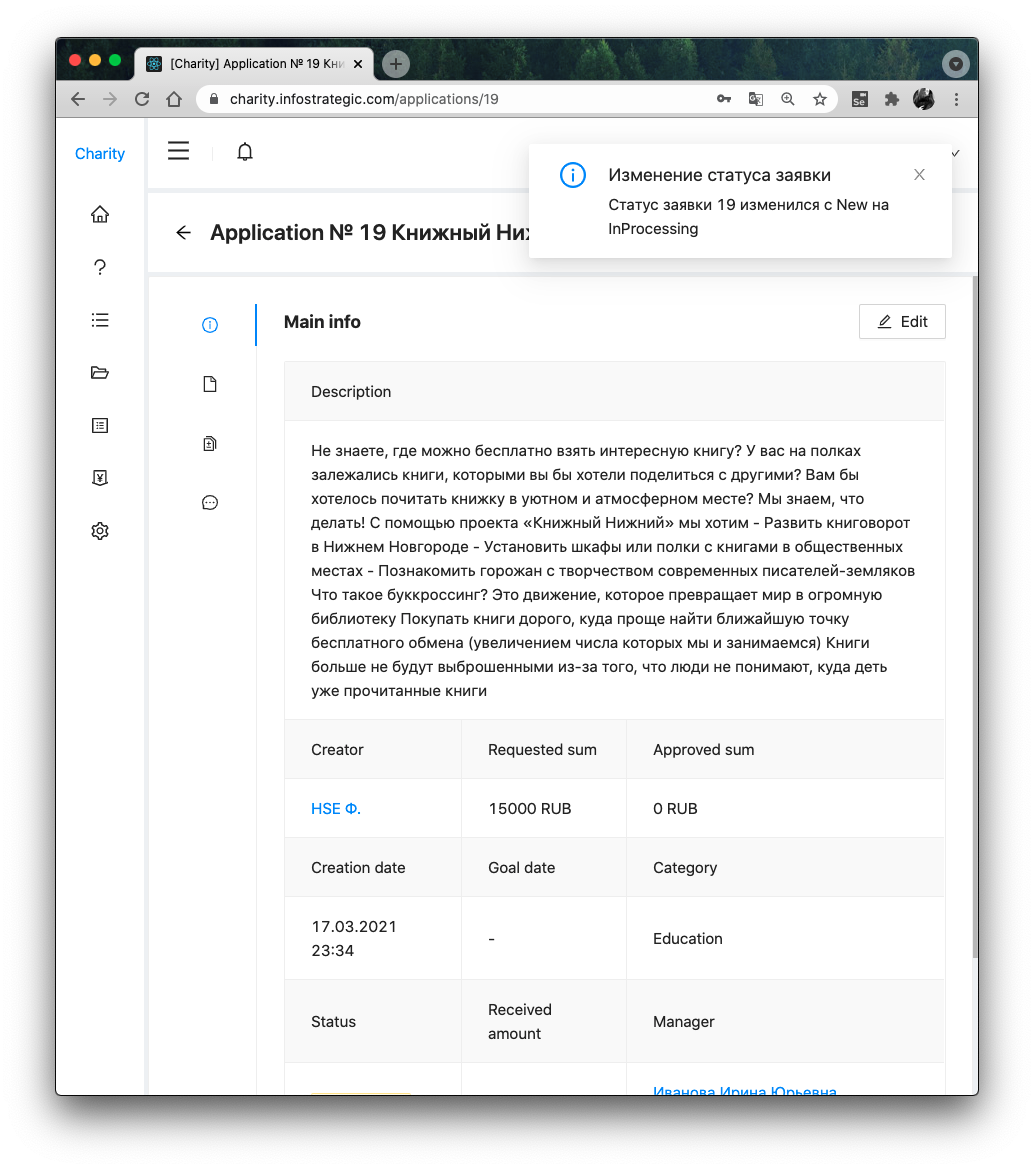 [Charity] Application № 19 Кни
charity.infostrategic.com/applications/19
Se
Charity
Изменение статуса заявки
Статус заявки 19 изменился с New на
InProcessing
Application № 19 Книжный Ниж
Main info
Edit
Description
Не знаете, где можно бесплатно взять интересную книгу? У вас на полках
залежались книги, которыми вы бы хотели поделиться с другими? Вам бы
хотелось почитать книжку в уютном и атмосферном месте? Мы знаем, что
делать! С помощью проекта «Книжный Нижний» мы хотим - Развить книговорот
в Нижнем Новгороде - Установить шкафы или полки с книгами в общественных
местах - Познакомить горожан с творчеством современных писателей-земляков
Что такое буккроссинг? Это движение, которое превращает мир в огромную
библиотеку Покупать книги дорого, куда проще найти ближайшую точку
бесплатного обмена (увеличением числа которых мы и занимаемся) Книги
больше не будут выброшенными из-за того, что люди не понимают, куда деть
уже прочитанные книги
Creator
Requested sum
Approved sum
HSE Ф.
15000 RUB
0 RUB
Creation date
Goal date
Category
17.03.2021
23:34
-
Education
Status
Received
amount
Manager
Иванова Ирина Юрьевна